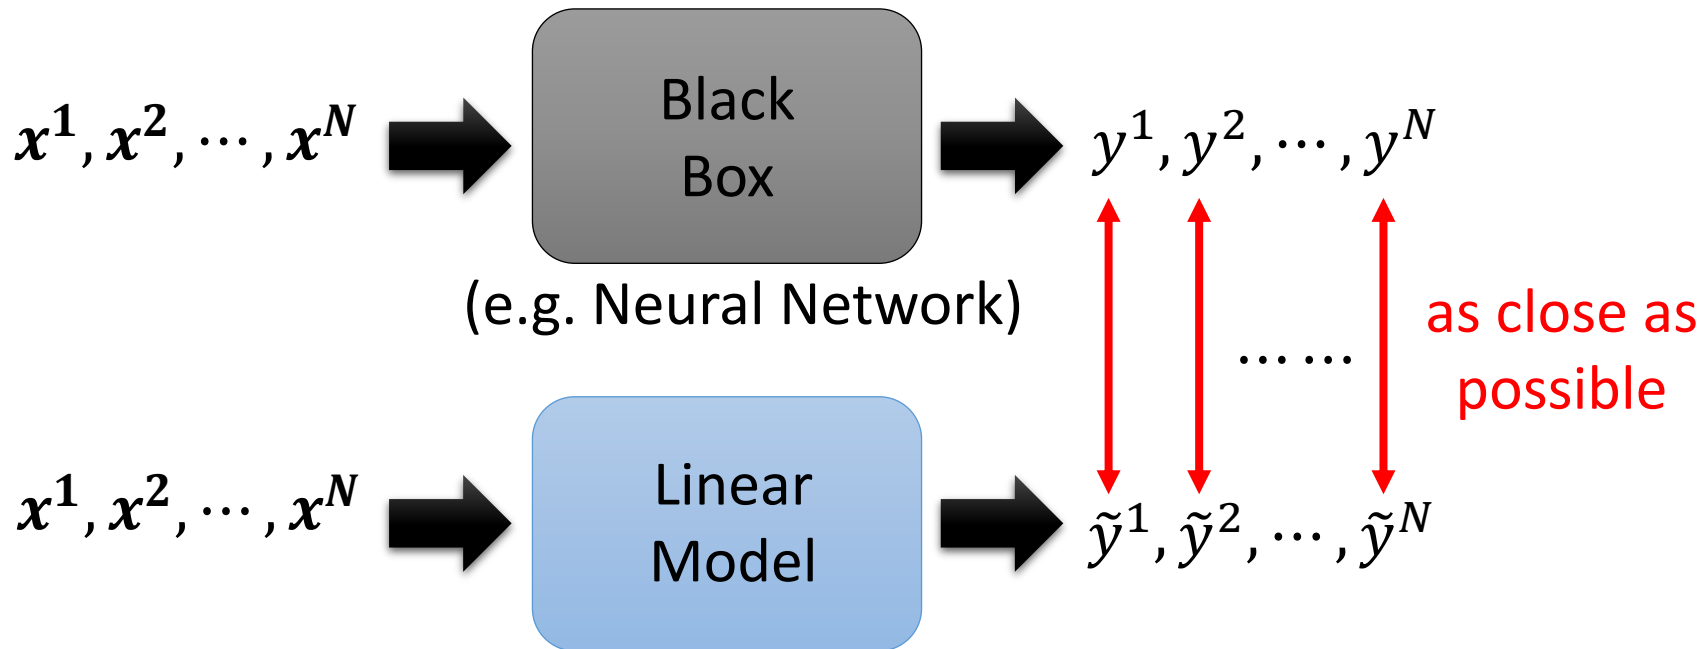 x¹, x², ⋯, xᴺ
Black
Box
y¹, y², ⋯, yᴺ
(e.g. Neural Network)
as close as
possible
⋯⋯
x¹, x², ⋯, xᴺ
Linear
Model
ỹ¹, ỹ², ⋯, ỹᴺ